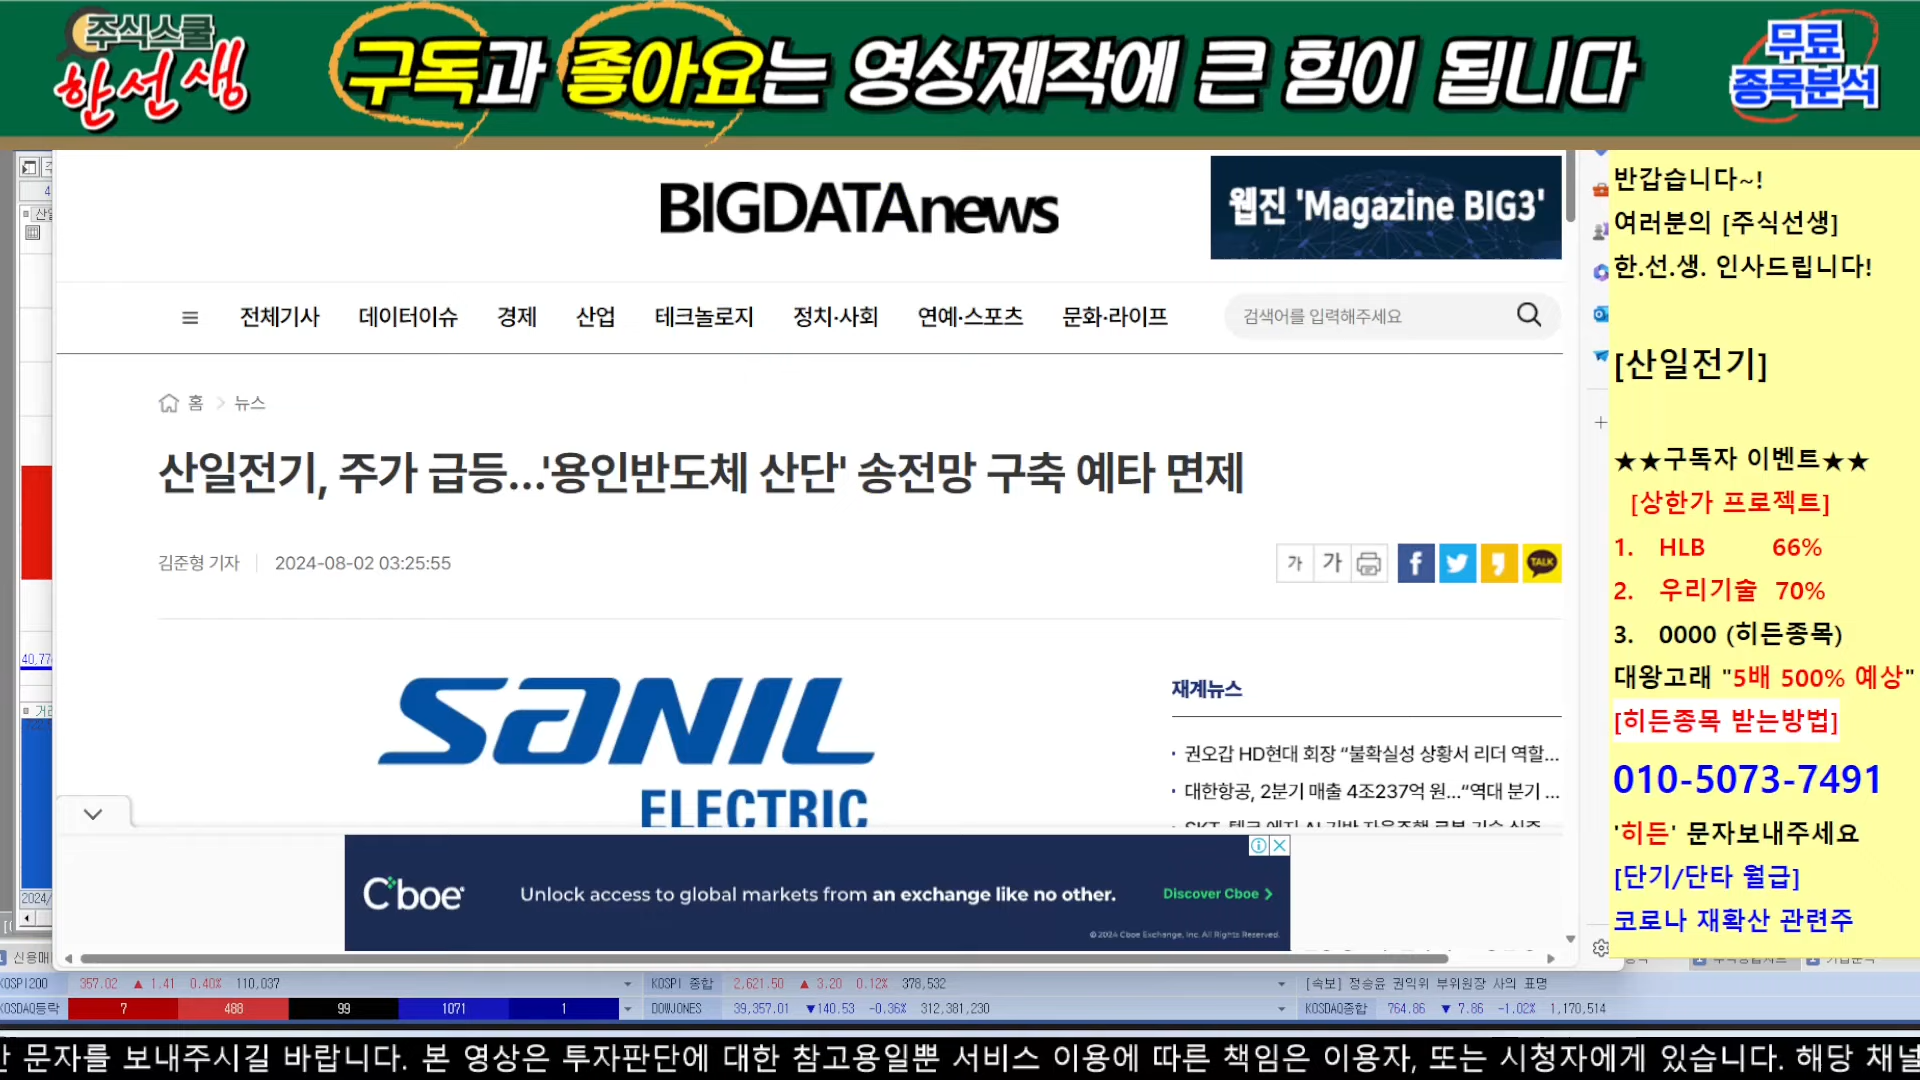 주식스쿨
한선생
구독과 좋아요는 영상제작에 큰 힘이 됩니다
무료
종목분석
BIGDATAnews
웹진 'Magazine BIG3'
전체기사 데이터이슈 경제 산업 테크놀로지 정치·사회 연예·스포츠 문화·라이프
검색어를 입력해주세요
홈 > 뉴스
산일전기, 주가 급등...'용인반도체 산단' 송전망 구축 예타 면제
김준형 기자 2024-08-02 03:25:55
가 가
TALK
SANIL
ELECTRIC
재계뉴스
· 권오갑 HD현대 회장 “불확실성 상황서 리더 역할...
· 대한항공, 2분기 매출 4조237억 원...“역대 분기 ...
Cboe
Unlock access to global markets from an exchange like no other.
Discover Cboe >
© 2024 Cboe Exchange, Inc. All Rights Reserved.
반갑습니다~!
여러분의 [주식선생]
한.선.생. 인사드립니다!
[산일전기]
★★구독자 이벤트★★
[상한가 프로젝트]
1. HLB 66%
2. 우리기술 70%
3. 0000 (히든종목)
대왕고래 "5배 500% 예상"
[히든종목 받는방법]
010-5073-7491
'히든' 문자보내주세요
[단기/단타 월급]
코로나 재확산 관련주
40,77
2024/
신용매
KOSPI200 357.02 ▲ 1.41 0.40% 110,037
KOSPI 종합 2,621.50 ▲ 3.20 0.12% 378,532
[속보] 정승윤 권익위 부위원장 사의 표명
KOSDAQ등락 7 488 99 1071 1
DOWJONES 39,357.01 ▼140.53 -0.36% 312,381,230
KOSDAQ종합 764.86 ▼ 7.86 -1.02% 1,170,514
문자를 보내주시길 바랍니다. 본 영상은 투자판단에 대한 참고용일뿐 서비스 이용에 따른 책임은 이용자, 또는 시청자에게 있습니다. 해당 채널